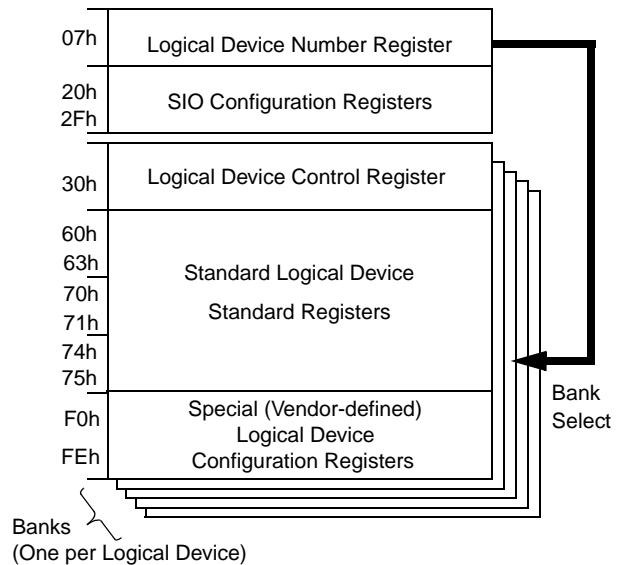 07h
Logical Device Number Register
20h
2Fh
SIO Configuration Registers
30h
Logical Device Control Register
60h
63h
70h
71h
74h
75h
Standard Logical Device
Standard Registers
F0h
FEh
Special (Vendor-defined)
Logical Device
Configuration Registers
Bank
Select
Banks
(One per Logical Device)